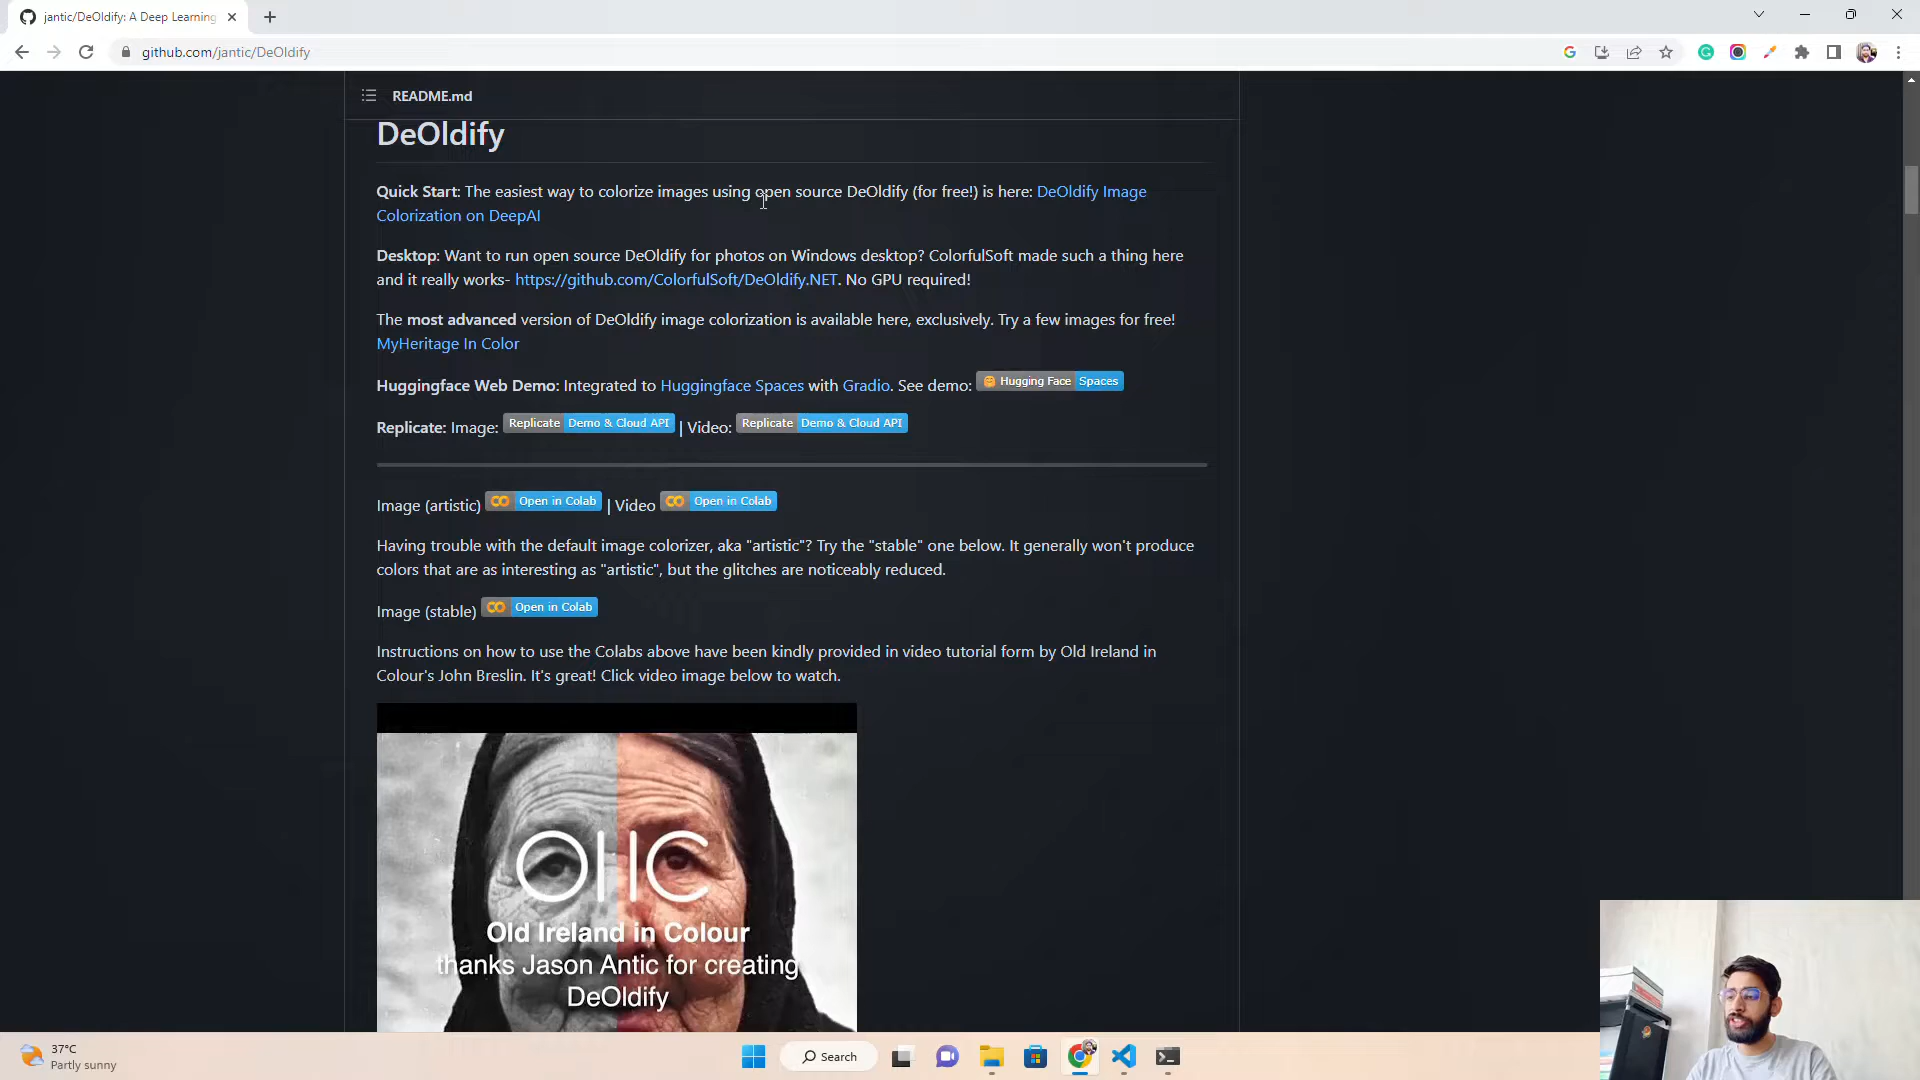 jantic/DeOldify: A Deep Learning
github.com/jantic/DeOldify
README.md
DeOldify
Quick Start: The easiest way to colorize images using open source DeOldify (for free!) is here: DeOldify Image
Colorization on DeepAI
Desktop: Want to run open source DeOldify for photos on Windows desktop? ColorfulSoft made such a thing here
and it really works- https://github.com/ColorfulSoft/DeOldify.NET. No GPU required!
The most advanced version of DeOldify image colorization is available here, exclusively. Try a few images for free!
MyHeritage In Color
Huggingface Web Demo: Integrated to Huggingface Spaces with Gradio. See demo: Hugging Face Spaces
Replicate: Image: Replicate Demo & Cloud API | Video: Replicate Demo & Cloud API
Image (artistic) Open in Colab | Video Open in Colab
Having trouble with the default image colorizer, aka "artistic"? Try the "stable" one below. It generally won't produce
colors that are as interesting as "artistic", but the glitches are noticeably reduced.
Image (stable) Open in Colab
Instructions on how to use the Colabs above have been kindly provided in video tutorial form by Old Ireland in
Colour's John Breslin. It's great! Click video image below to watch.
OIIC
Old Ireland in Colour
thanks Jason Antic for creating
DeOldify
37°C
Partly sunny
Search